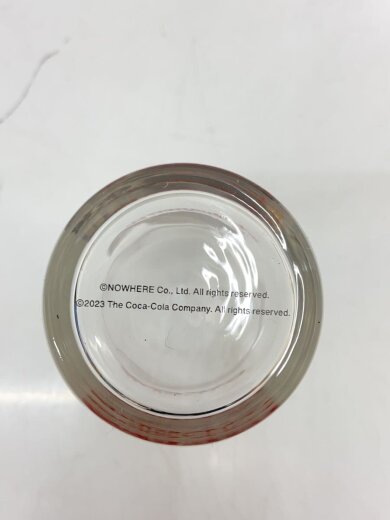 ©NOWHERE Co., Ltd. All rights reserved.
©2023 The Coca-Cola Company. All rights reserved.